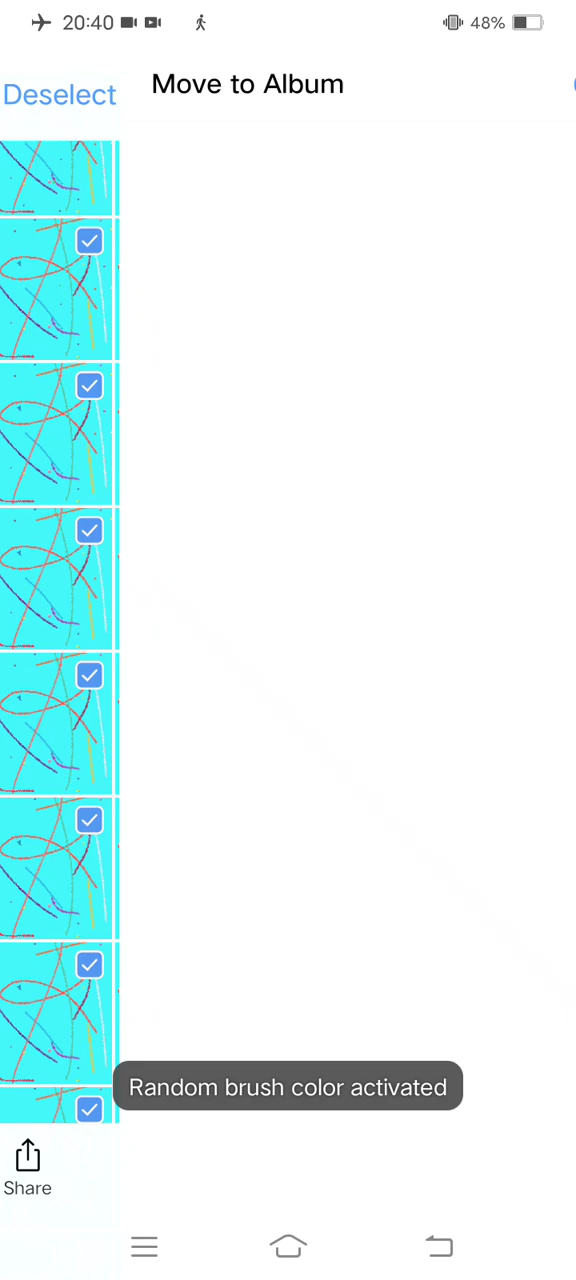 20:40
48%
Deselect
Move to Album
Random brush color activated
Share